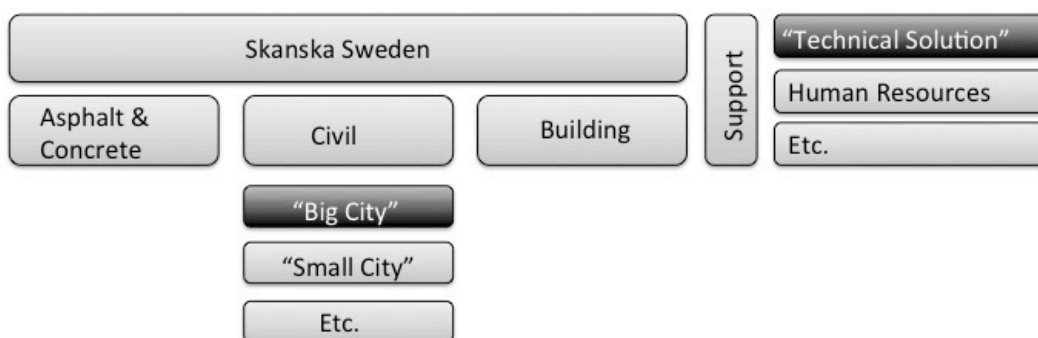 Skanska Sweden
Support
“Technical Solution”
Human Resources
Etc.
Asphalt &
Concrete
Civil
Building
“Big City”
“Small City”
Etc.